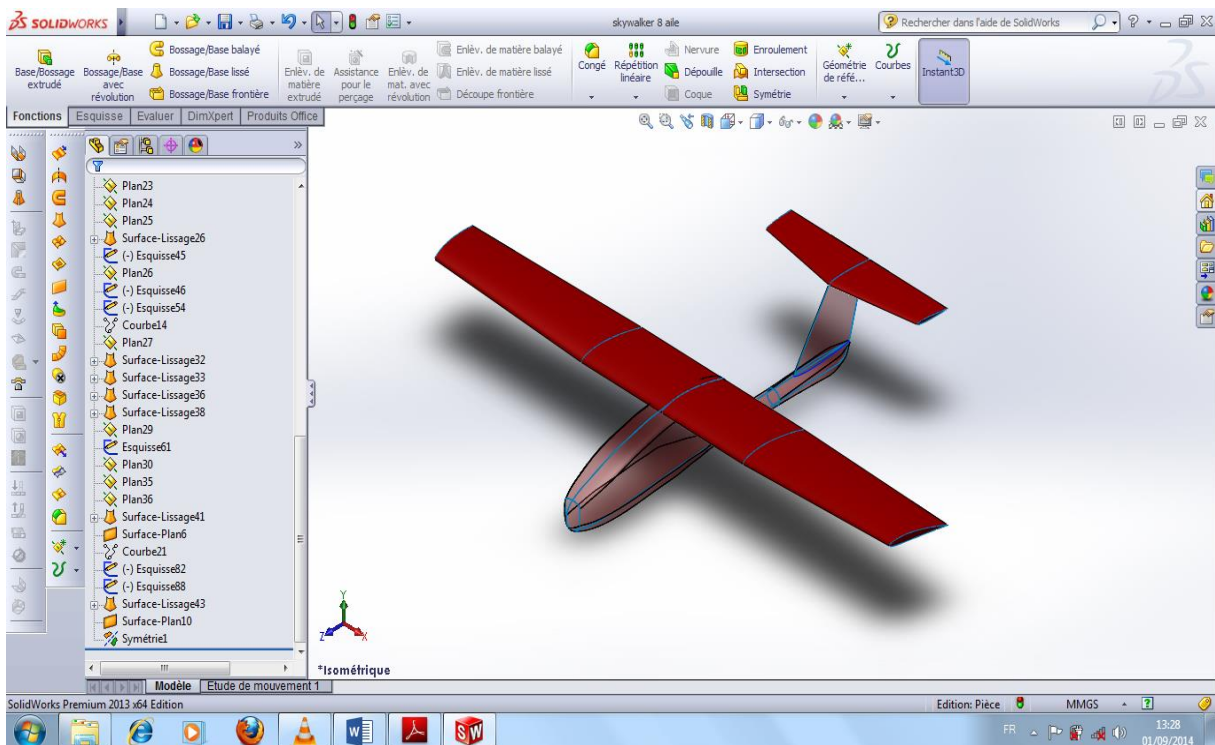 SOLIDWORKS
skywalker 8 aile
Rechercher dans l'aide de SolidWorks
Base/Bossage extrudé
Bossage/Base avec révolution
Bossage/Base balayé
Bossage/Base lissé
Bossage/Base frontière
Enlèv. de matière extrudé
Assistance pour le perçage
Enlèv. de mat. avec révolution
Enlèv. de matière balayé
Enlèv. de matière lissé
Découpe frontière
Congé
Répétition linéaire
Nervure
Dépouille
Coque
Enroulement
Intersection
Symétrie
Géométrie de réfé...
Courbes
Instant3D
Fonctions
Esquisse
Evaluer
DimXpert
Produits Office
Plan23
Plan24
Plan25
Surface-Lissage26
(-) Esquisse45
Plan26
(-) Esquisse46
(-) Esquisse54
Courbe14
Plan27
Surface-Lissage32
Surface-Lissage33
Surface-Lissage36
Surface-Lissage38
Plan29
Esquisse61
Plan30
Plan35
Plan36
Surface-Lissage41
Surface-Plan6
Courbe21
(-) Esquisse82
(-) Esquisse88
Surface-Lissage43
Surface-Plan10
Symétrie1
Y
Z
X
*Isométrique
Modèle
Etude de mouvement 1
SolidWorks Premium 2013 x64 Edition
Edition: Pièce
MMGS
FR
13:28
01/09/2014